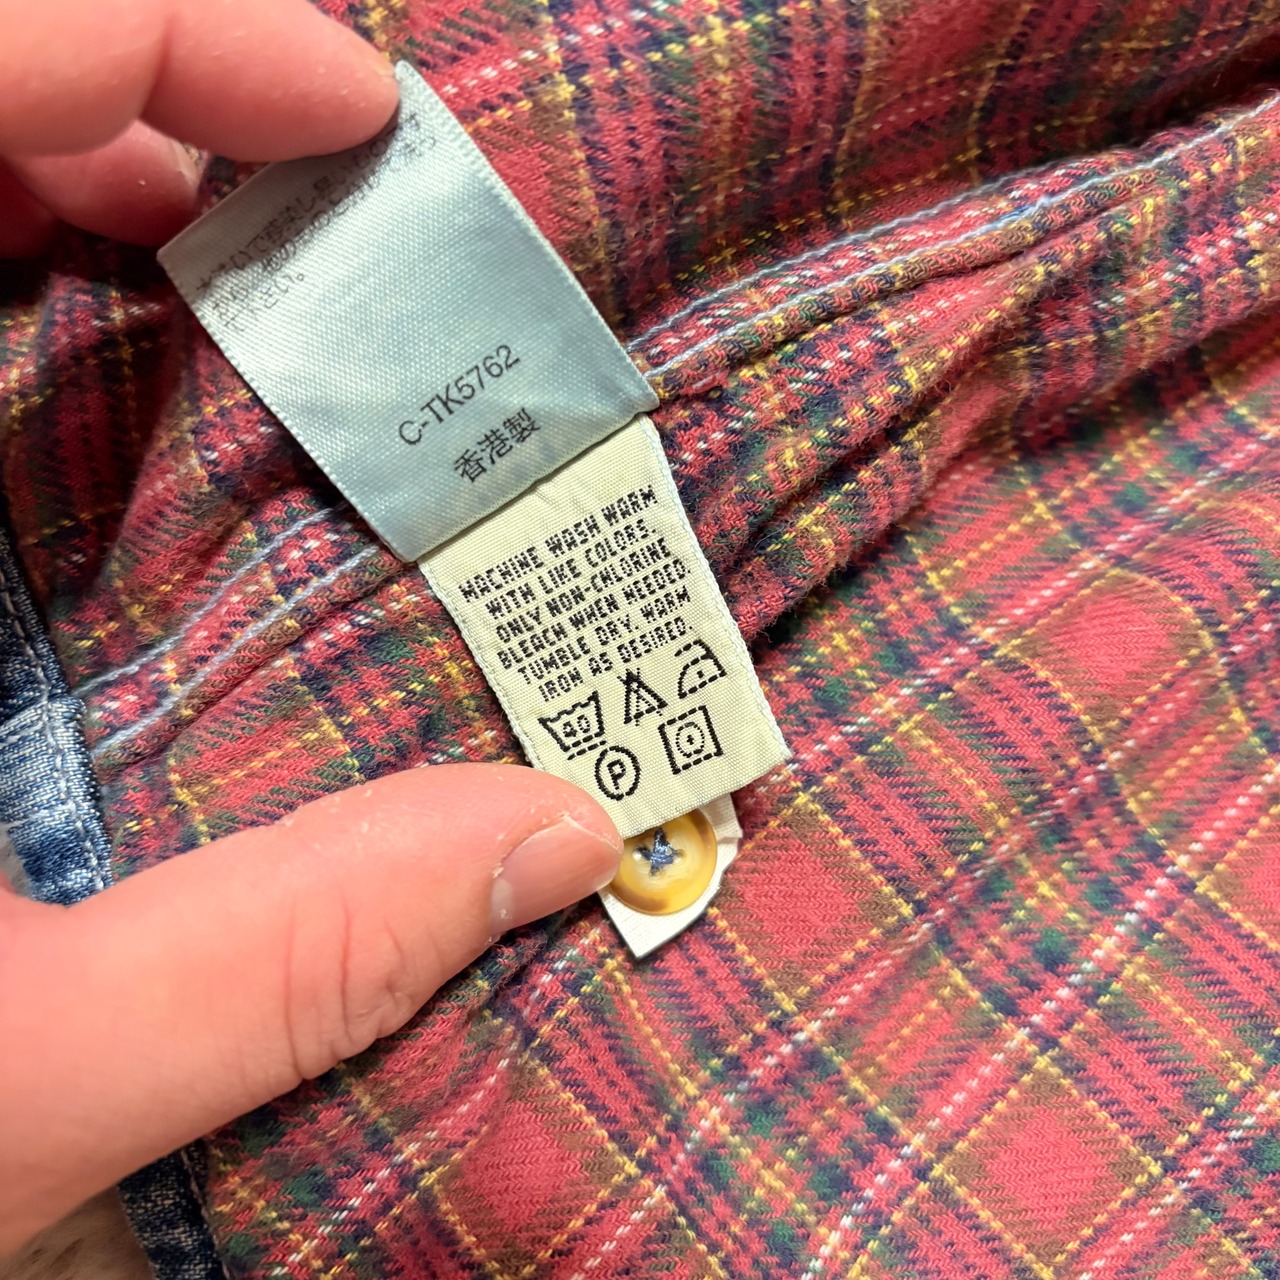 C-TK5762
香港製
MACHINE WASH WARM
WITH LIKE COLORS.
ONLY NON-CHLORINE
BLEACH WHEN NEEDED.
TUMBLE DRY. WARM
IRON AS DESIRED.
40
P